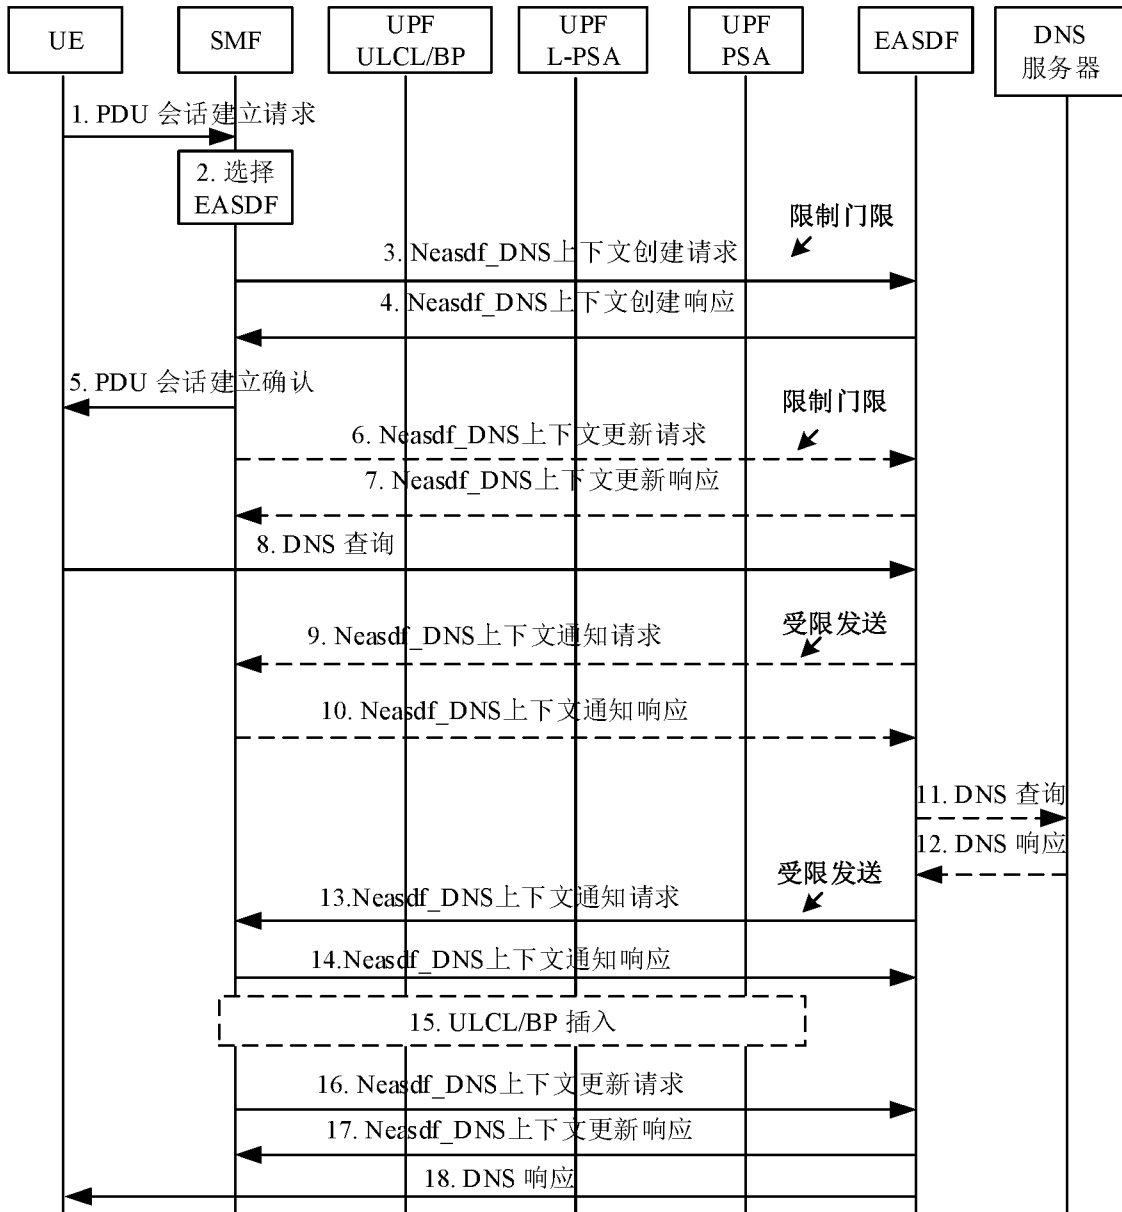 UE
SMF
UPF
ULCL/BP
UPF
L-PSA
UPF
PSA
EASDF
DNS
服务器
1. PDU 会话建立请求
2. 选择
EASDF
限制门限
3. Neasdf_DNS上下文创建请求
4. Neasdf_DNS上下文创建响应
5. PDU 会话建立确认
限制门限
6. Neasdf_DNS上下文更新请求
7. Neasdf_DNS上下文更新响应
8. DNS 查询
受限发送
9. Neasdf_DNS上下文通知请求
10. Neasdf_DNS上下文通知响应
11. DNS 查询
12. DNS 响应
受限发送
13.Neasdf_DNS上下文通知请求
14.Neasdf_DNS上下文通知响应
15. ULCL/BP 插入
16. Neasdf_DNS上下文更新请求
17. Neasdf_DNS上下文更新响应
18. DNS 响应